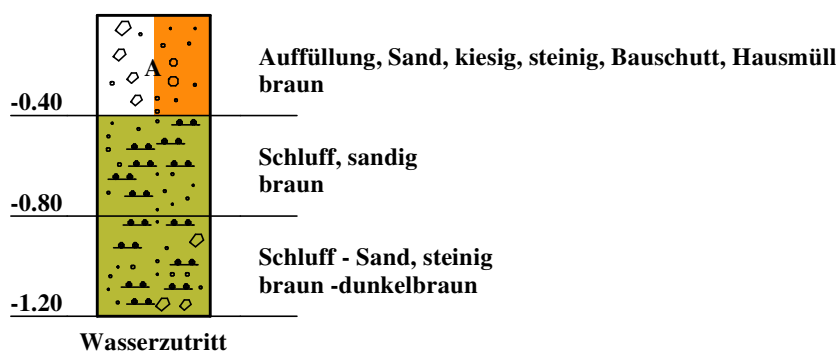 Auffüllung, Sand, kiesig, steinig, Bauschutt, Hausmüll
braun
A
-0.40
Schluff, sandig
braun
-0.80
Schluff - Sand, steinig
braun -dunkelbraun
-1.20
Wasserzutritt